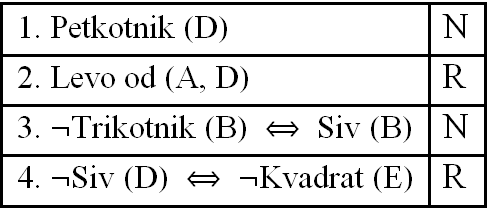 1. Petkotnik (D) N
2. Levo od (A, D) R
3. ¬Trikotnik (B) ⇔ Siv (B) N
4. ¬Siv (D) ⇔ ¬Kvadrat (E) R